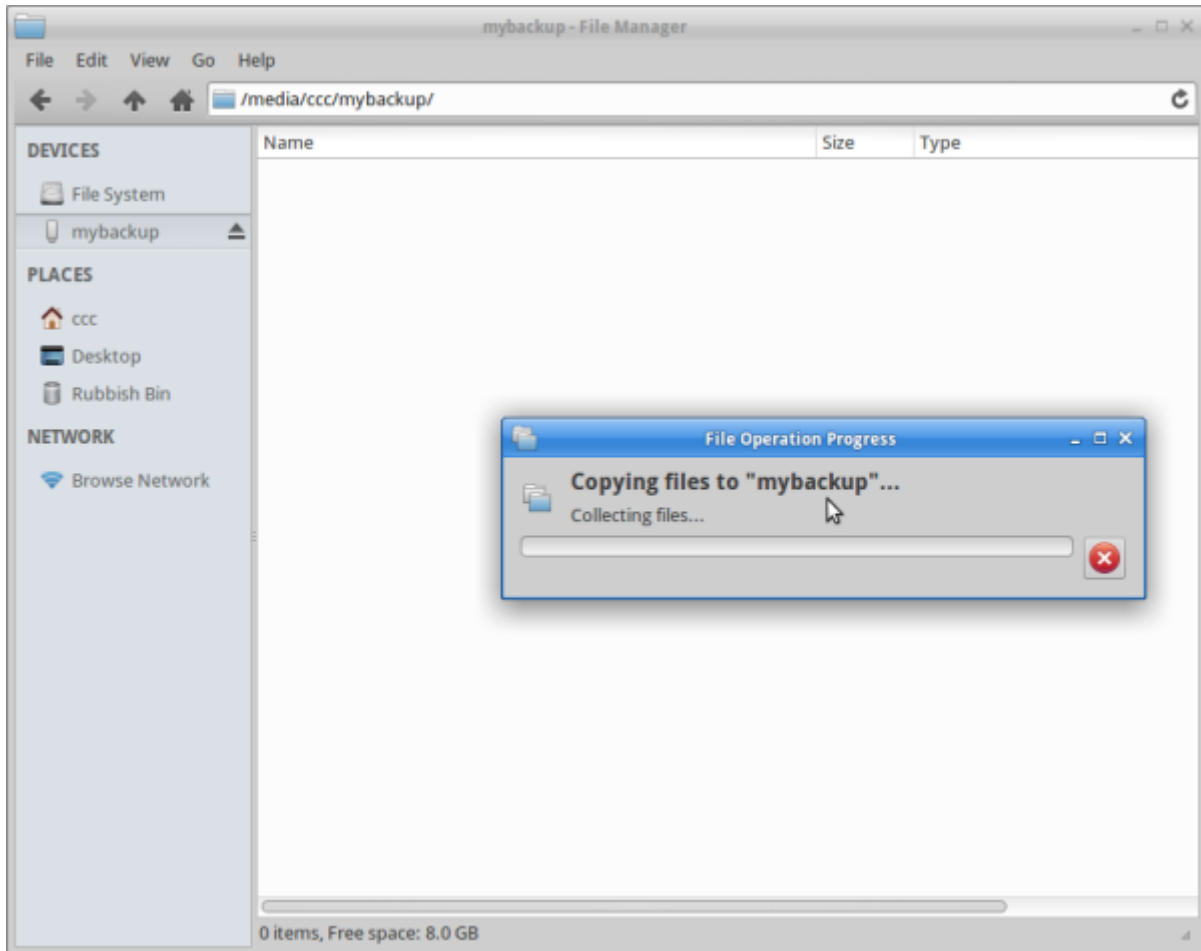 mybackup - File Manager
File Edit View Go Help
/media/ccc/mybackup/
DEVICES
File System
mybackup
PLACES
ccc
Desktop
Rubbish Bin
NETWORK
Browse Network
Name Size Type
File Operation Progress
Copying files to "mybackup"...
Collecting files...
0 items, Free space: 8.0 GB